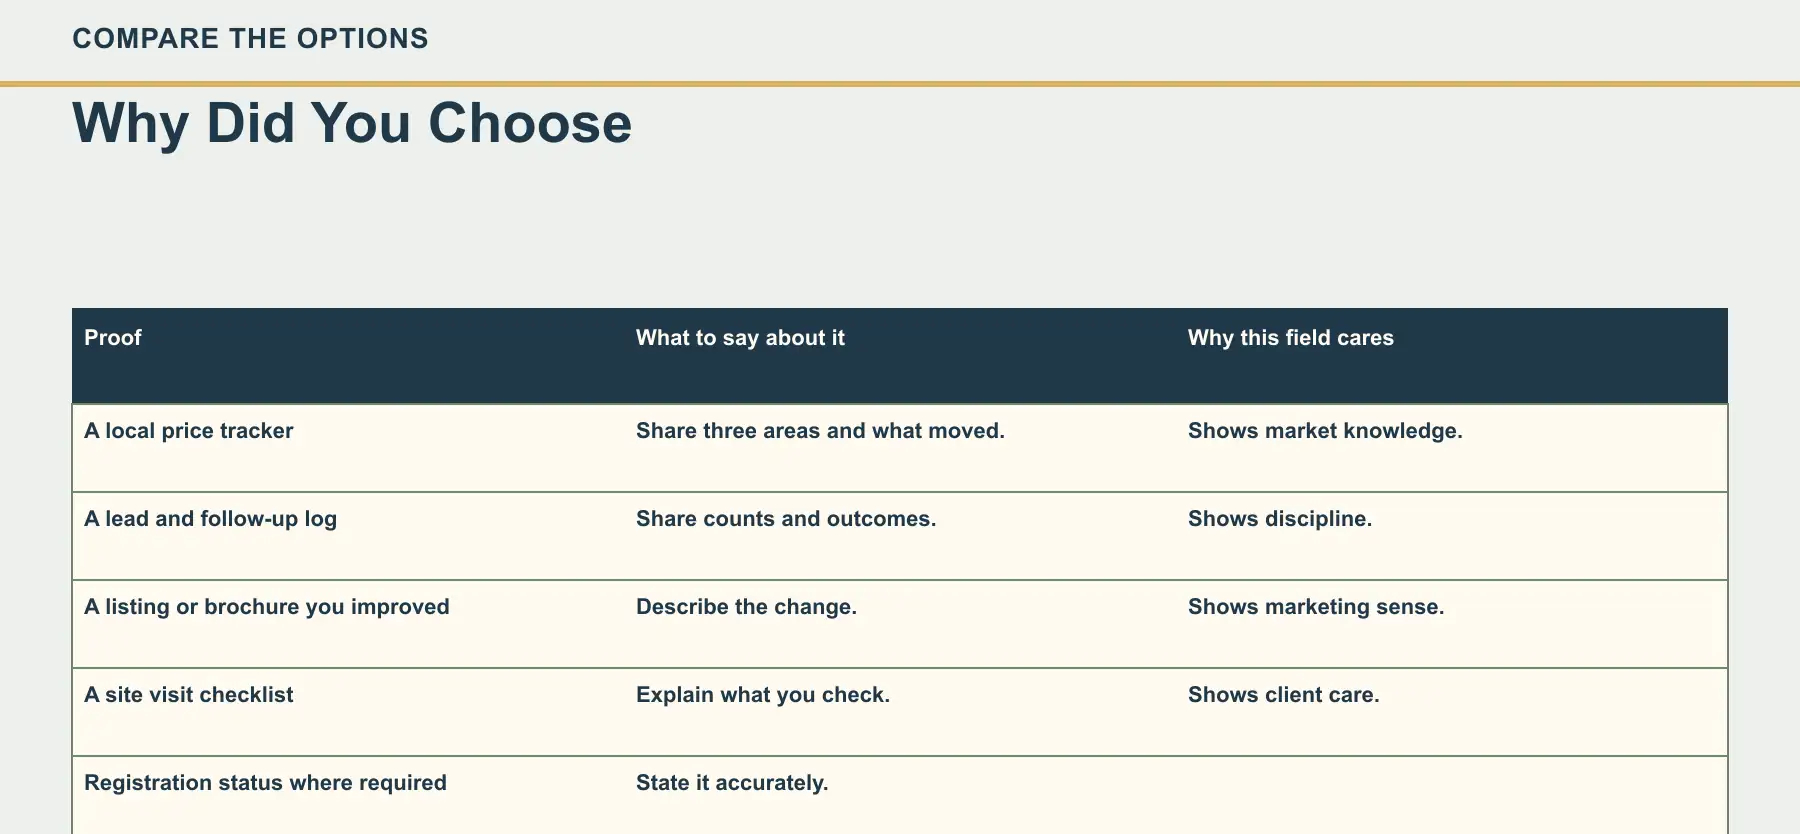 COMPARE THE OPTIONS
Why Did You Choose
Proof What to say about it Why this field cares
A local price tracker Share three areas and what moved. Shows market knowledge.
A lead and follow-up log Share counts and outcomes. Shows discipline.
A listing or brochure you improved Describe the change. Shows marketing sense.
A site visit checklist Explain what you check. Shows client care.
Registration status where required State it accurately.